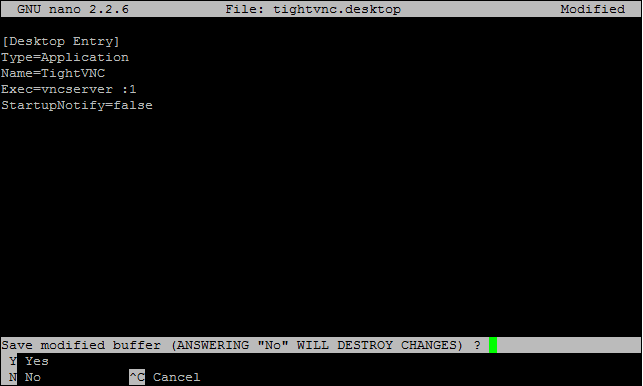 GNU nano 2.2.6 File: tightvnc.desktop Modified
[Desktop Entry]
Type=Application
Name=TightVNC
Exec=vncserver :1
StartupNotify=false
Save modified buffer (ANSWERING "No" WILL DESTROY CHANGES) ?
Y Yes
N No ^C Cancel